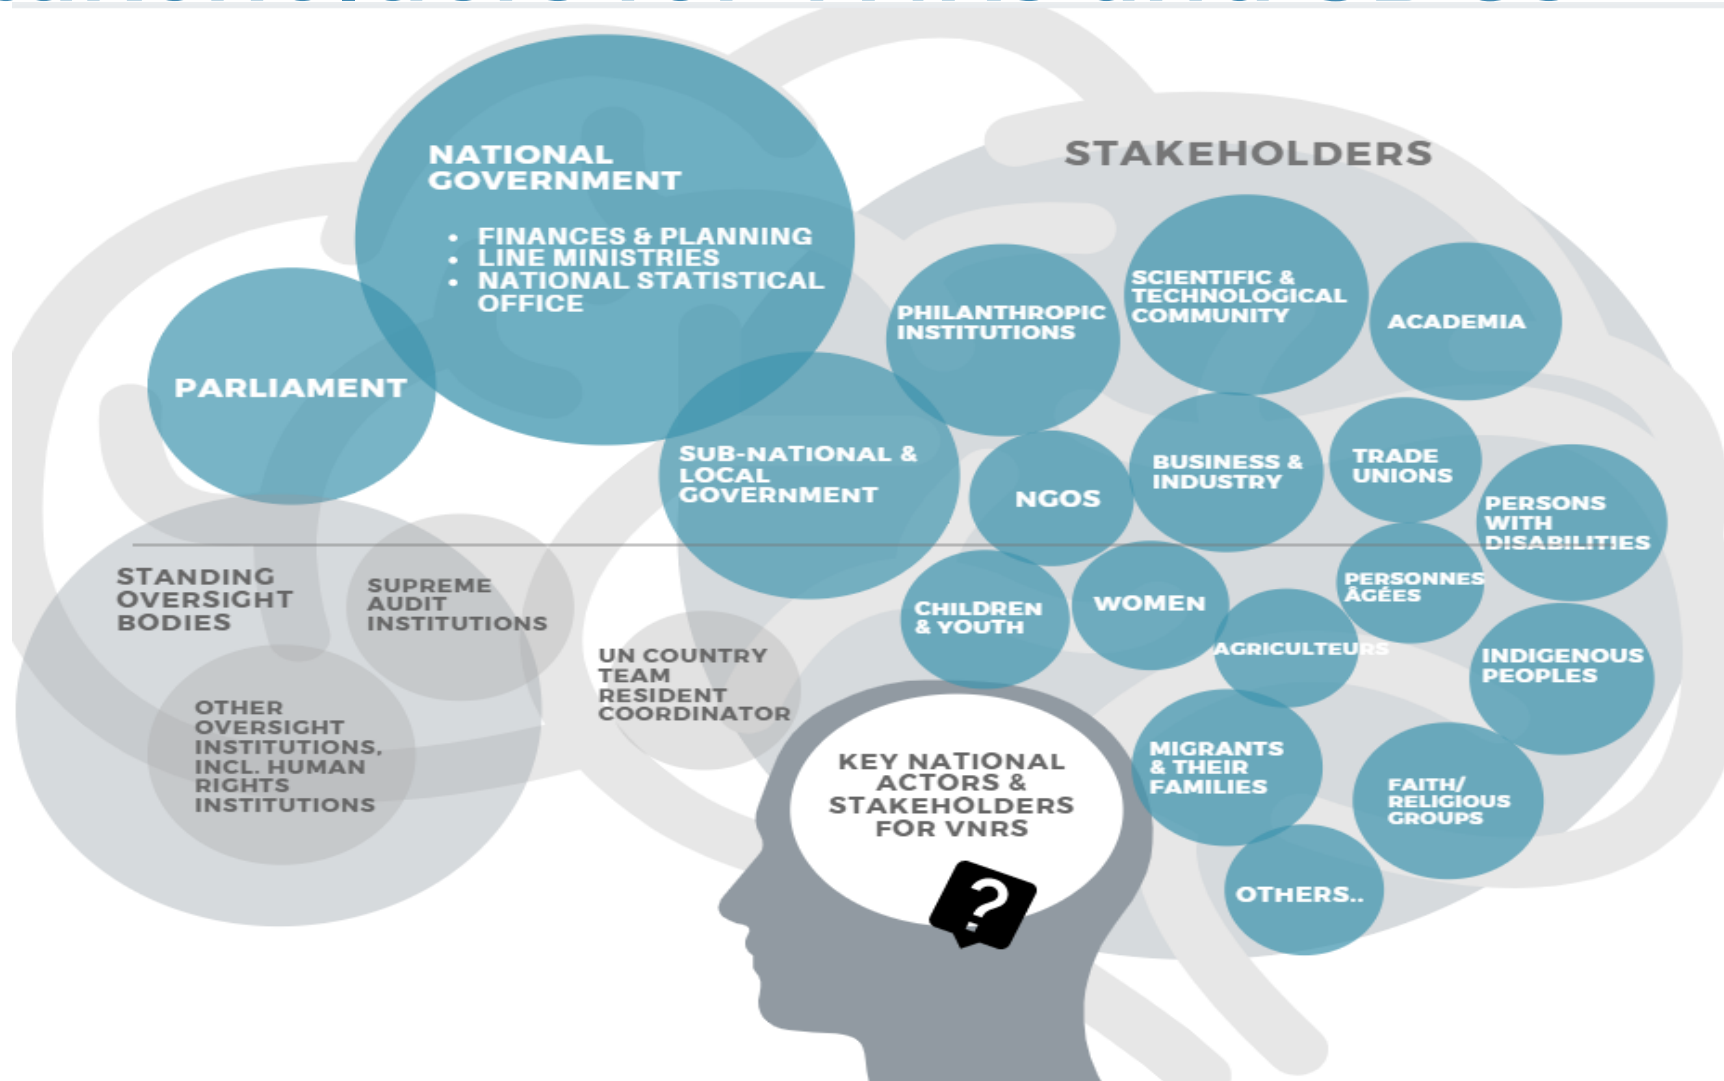 STAKEHOLDERS
NATIONAL
GOVERNMENT
• FINANCES & PLANNING
• LINE MINISTRIES
• NATIONAL STATISTICAL
OFFICE
PARLIAMENT
SUB-NATIONAL &
LOCAL
GOVERNMENT
PHILANTHROPIC
INSTITUTIONS
SCIENTIFIC &
TECHNOLOGICAL
COMMUNITY
ACADEMIA
NGOS
BUSINESS &
INDUSTRY
TRADE
UNIONS
PERSONS
WITH
DISABILITIES
CHILDREN
& YOUTH
WOMEN
PERSONNES
ÂGÉES
AGRICULTEURS
INDIGENOUS
PEOPLES
MIGRANTS
& THEIR
FAMILIES
FAITH/
RELIGIOUS
GROUPS
OTHERS..
STANDING
OVERSIGHT
BODIES
SUPREME
AUDIT
INSTITUTIONS
OTHER
OVERSIGHT
INSTITUTIONS,
INCL. HUMAN
RIGHTS
INSTITUTIONS
UN COUNTRY
TEAM
RESIDENT
COORDINATOR
KEY NATIONAL
ACTORS &
STAKEHOLDERS
FOR VNRS
?